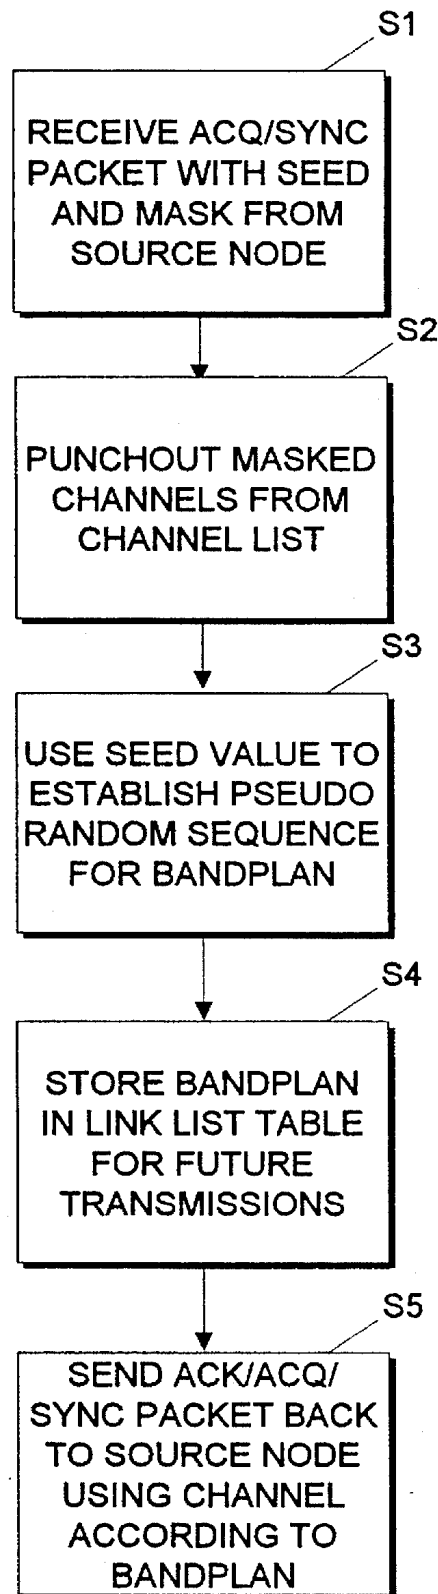 S1
RECEIVE ACQ/SYNC
PACKET WITH SEED
AND MASK FROM
SOURCE NODE
S2
PUNCHOUT MASKED
CHANNELS FROM
CHANNEL LIST
S3
USE SEED VALUE TO
ESTABLISH PSEUDO
RANDOM SEQUENCE
FOR BANDPLAN
S4
STORE BANDPLAN
IN LINK LIST TABLE
FOR FUTURE
TRANSMISSIONS
S5
SEND ACK/ACQ/
SYNC PACKET BACK
TO SOURCE NODE
USING CHANNEL
ACCORDING TO
BANDPLAN